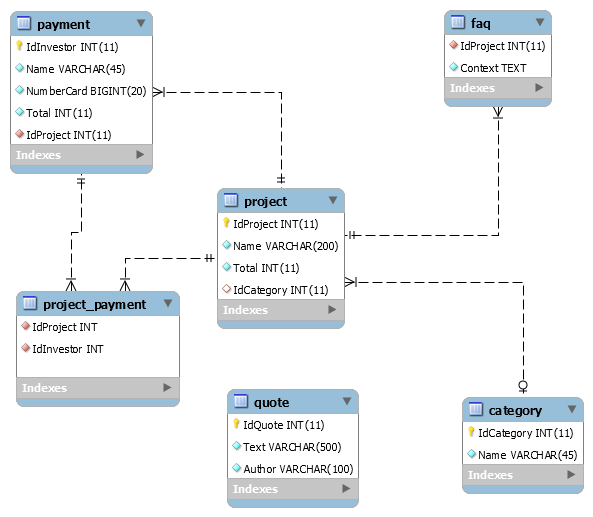 payment
IdInvestor INT(11)
Name VARCHAR(45)
NumberCard BIGINT(20)
Total INT(11)
IdProject INT(11)
Indexes
faq
IdProject INT(11)
Context TEXT
Indexes
project
IdProject INT(11)
Name VARCHAR(200)
Total INT(11)
IdCategory INT(11)
Indexes
project_payment
IdProject INT
IdInvestor INT
Indexes
quote
IdQuote INT(11)
Text VARCHAR(500)
Author VARCHAR(100)
Indexes
category
IdCategory INT(11)
Name VARCHAR(45)
Indexes